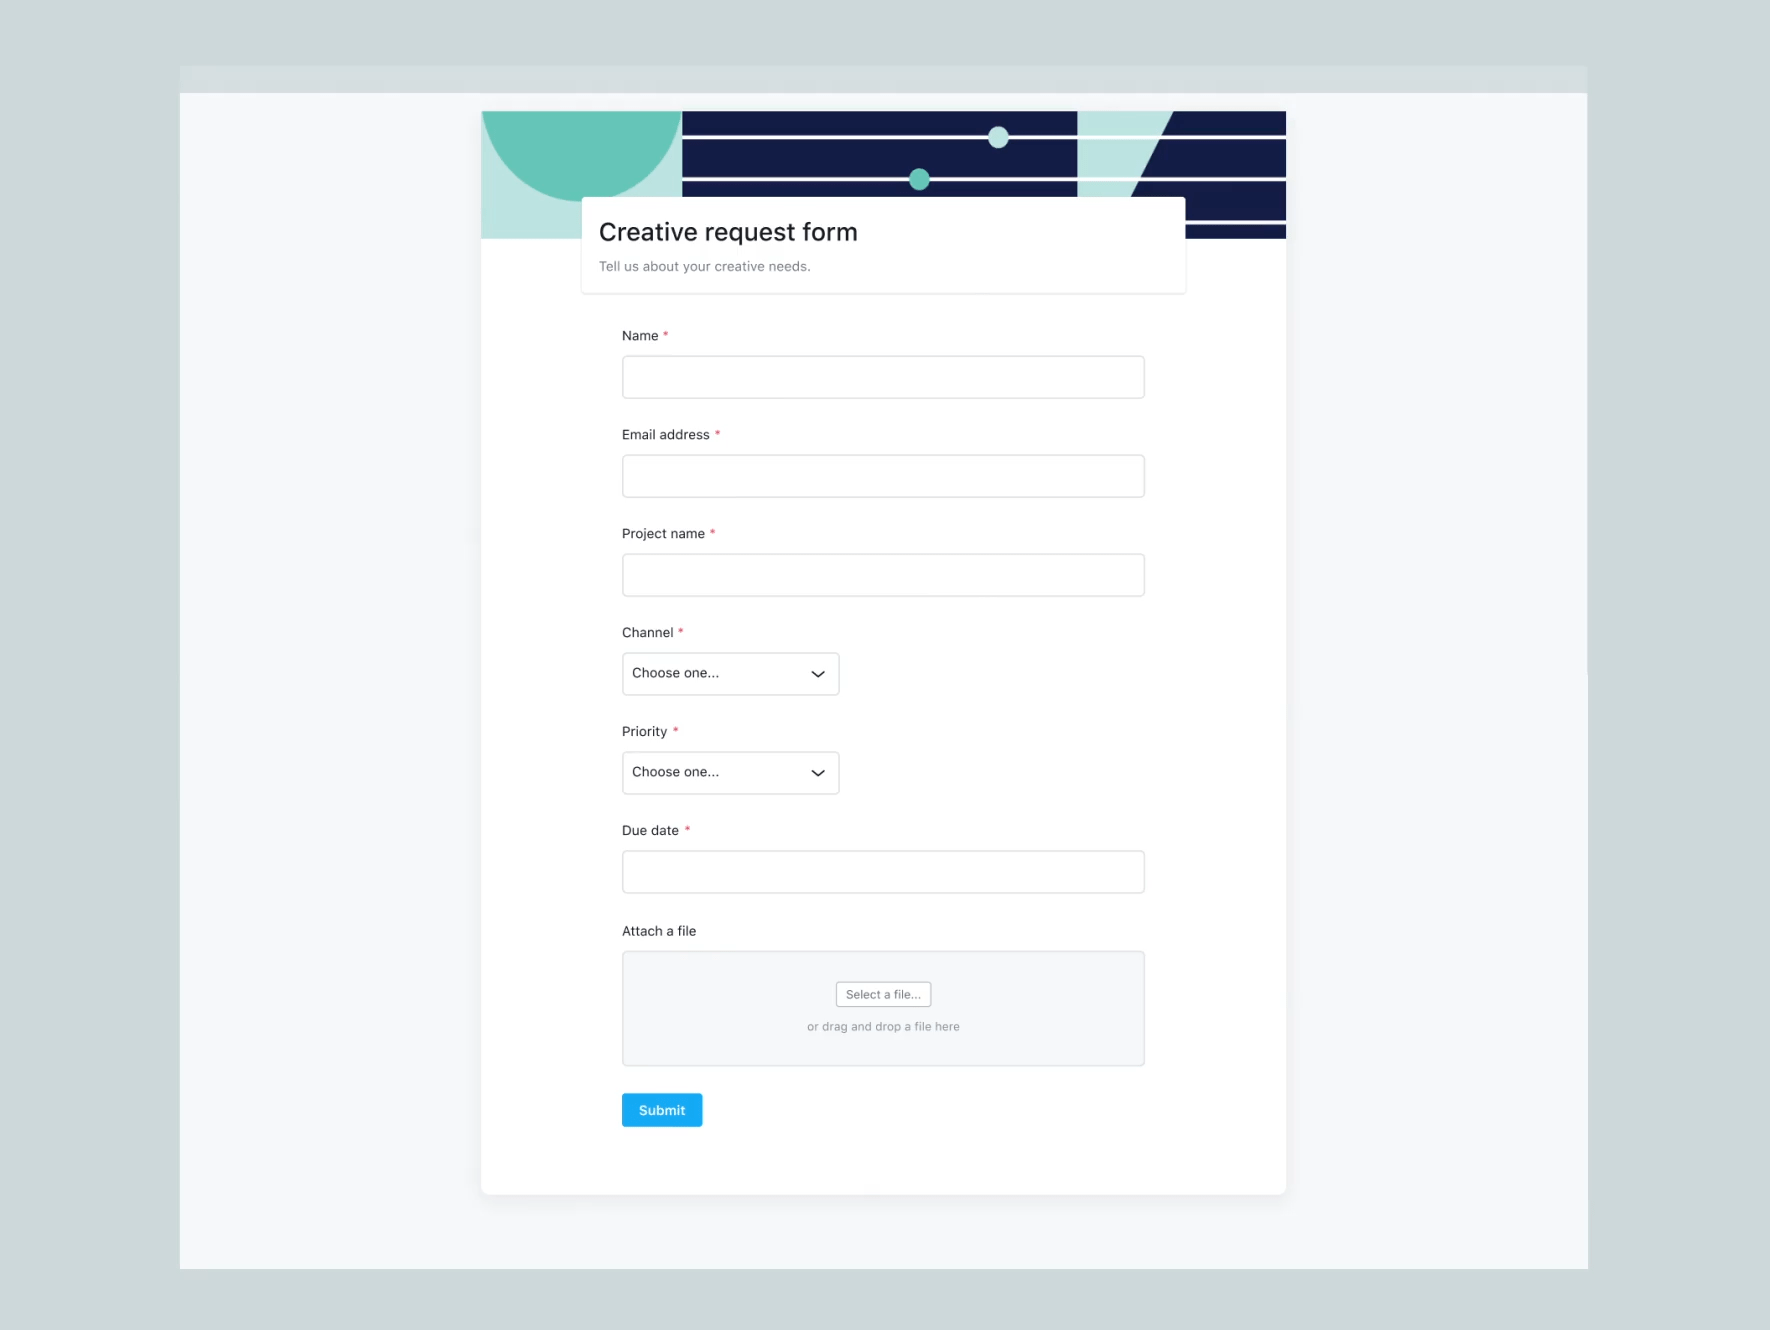 Creative request form
Tell us about your creative needs.
Name *
Email address *
Project name *
Channel *
Choose one...
Priority *
Choose one...
Due date *
Attach a file
Select a file...
or drag and drop a file here
Submit